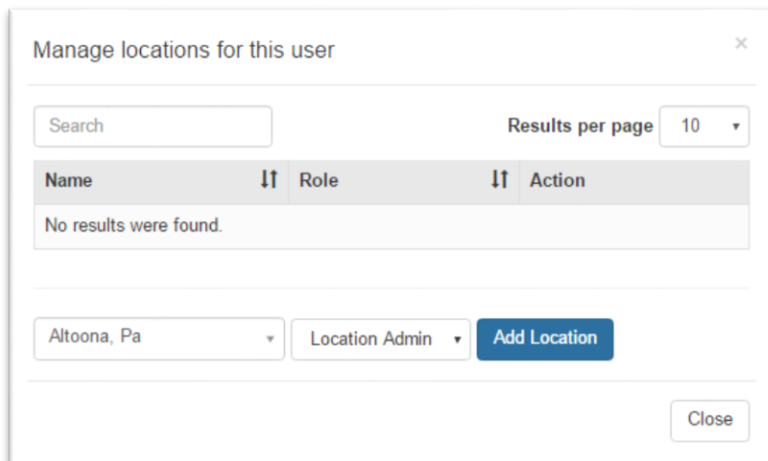 Manage locations for this user ×
Search Results per page 10
Name Role Action
No results were found.
Altoona, Pa Location Admin Add Location
Close